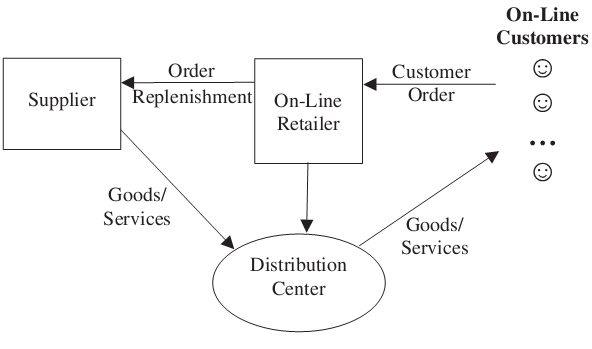 On-Line
Customers
Order
Replenishment
Customer
Order
Supplier
On-Line
Retailer
...
Goods/
Services
Goods/
Services
Distribution
Center